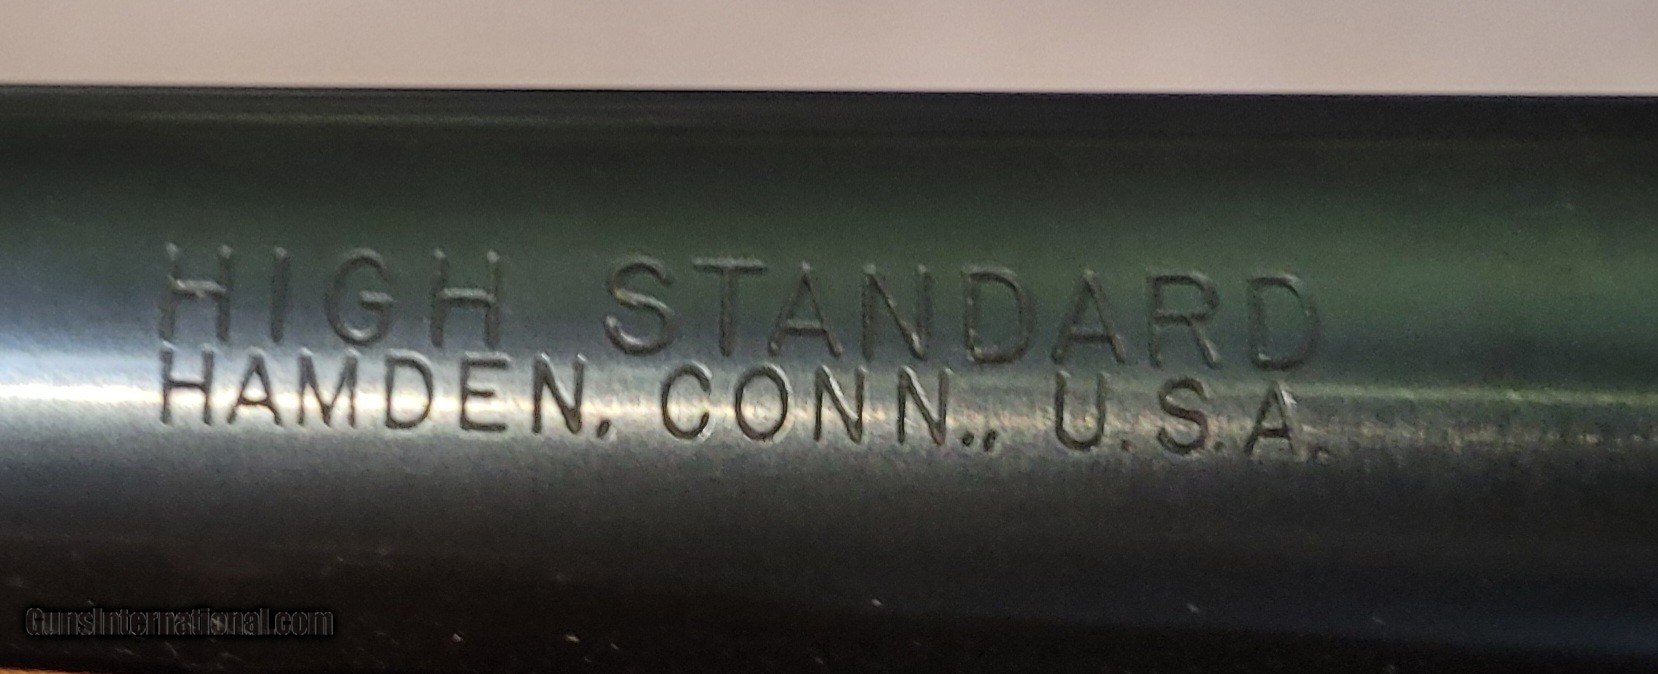 HIGH STANDARD
HAMDEN, CONN., U.S.A.
GunsInternational.com